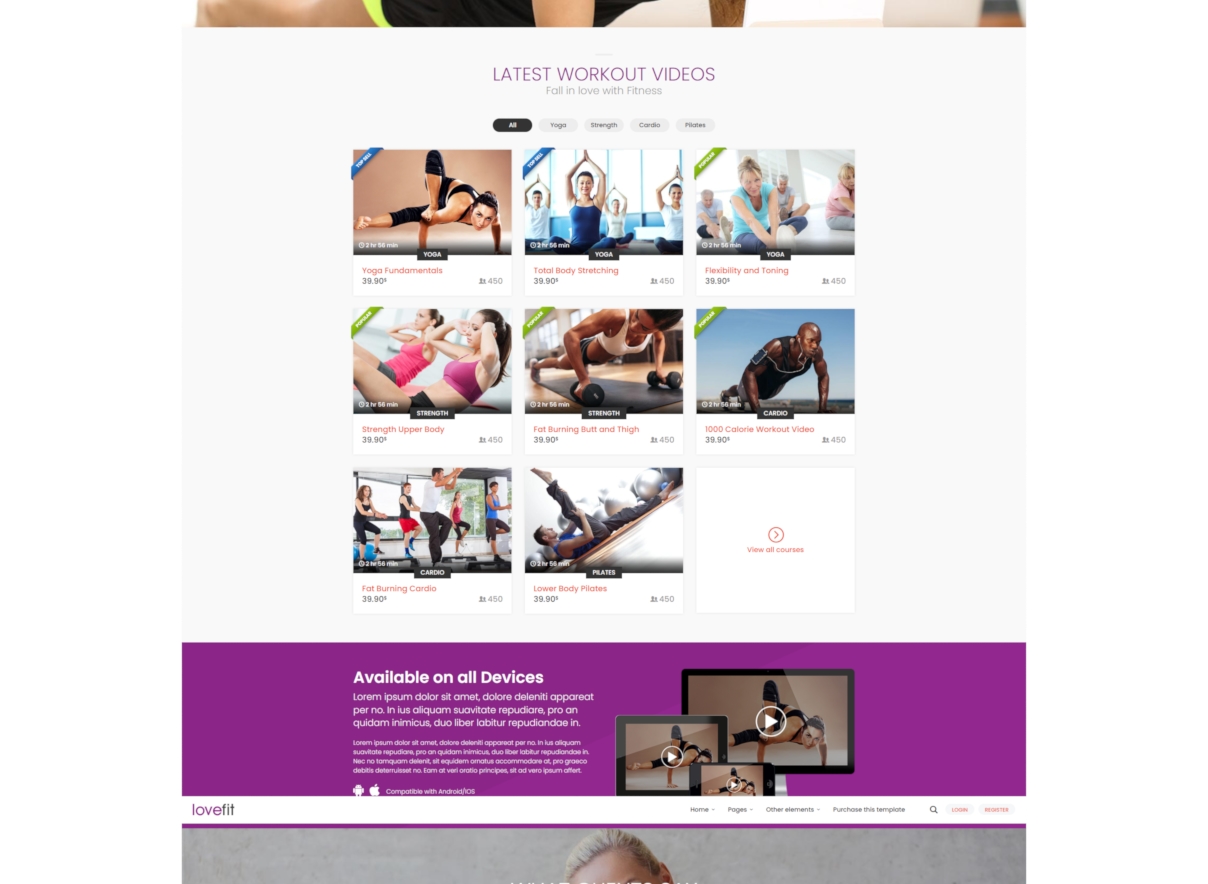 LATEST WORKOUT VIDEOS
Fall in love with Fitness
All Yoga Strength Cardio Pilates
TOP SELL
2 hr 56 min
YOGA
Yoga Fundamentals
39.90$ 450
TOP SELL
2 hr 56 min
YOGA
Total Body Stretching
39.90$ 450
POPULAR
2 hr 56 min
YOGA
Flexibility and Toning
39.90$ 450
POPULAR
2 hr 56 min
STRENGTH
Strength Upper Body
39.90$ 450
POPULAR
2 hr 56 min
STRENGTH
Fat Burning Butt and Thigh
39.90$ 450
POPULAR
2 hr 56 min
CARDIO
1000 Calorie Workout Video
39.90$ 450
2 hr 56 min
CARDIO
Fat Burning Cardio
39.90$ 450
2 hr 56 min
PILATES
Lower Body Pilates
39.90$ 450
View all courses
Available on all Devices
Lorem ipsum dolor sit amet, dolore deleniti appareat
per no. In ius aliquam suavitate repudiare, pro an
quidam inimicus, duo liber labitur repudiandae in.
Lorem ipsum dolor sit amet, dolore deleniti appareat per no. In ius aliquam
suavitate repudiare, pro an quidam inimicus, duo liber labitur repudiandae in.
Nec no tamquam delenit, sit equidem ornatus accommodare at, pro graeco
debitis deterruisset no. Eam at veri oratio principes, sit ad vero ipsum affert.
Compatible with Android/iOS
lovefit
Home Pages Other elements Purchase this template LOGIN REGISTER